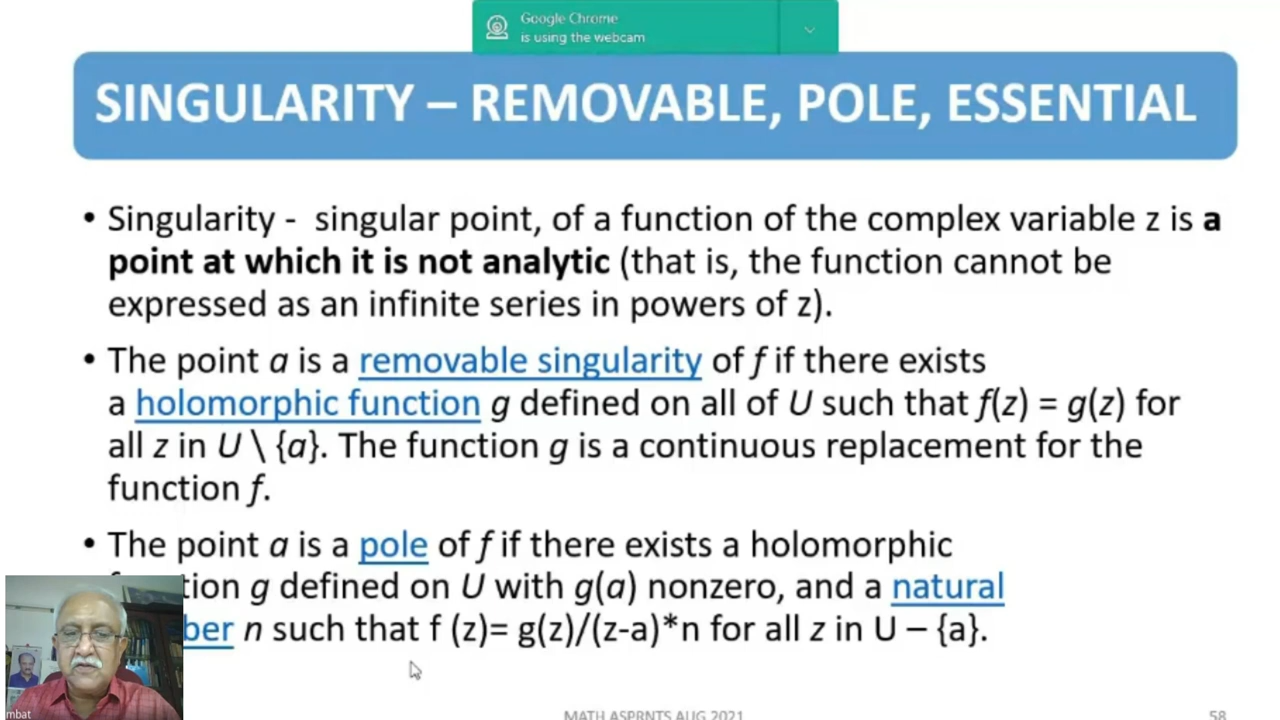 Google Chrome
is using the webcam
SINGULARITY – REMOVABLE, POLE, ESSENTIAL
• Singularity - singular point, of a function of the complex variable z is a
point at which it is not analytic (that is, the function cannot be
expressed as an infinite series in powers of z).
• The point a is a removable singularity of f if there exists
a holomorphic function g defined on all of U such that f(z) = g(z) for
all z in U \ {a}. The function g is a continuous replacement for the
function f.
• The point a is a pole of f if there exists a holomorphic
tion g defined on U with g(a) nonzero, and a natural
ber n such that f (z)= g(z)/(z-a)*n for all z in U – {a}.
mbat
MATH ASPRNTS AUG 2021
58